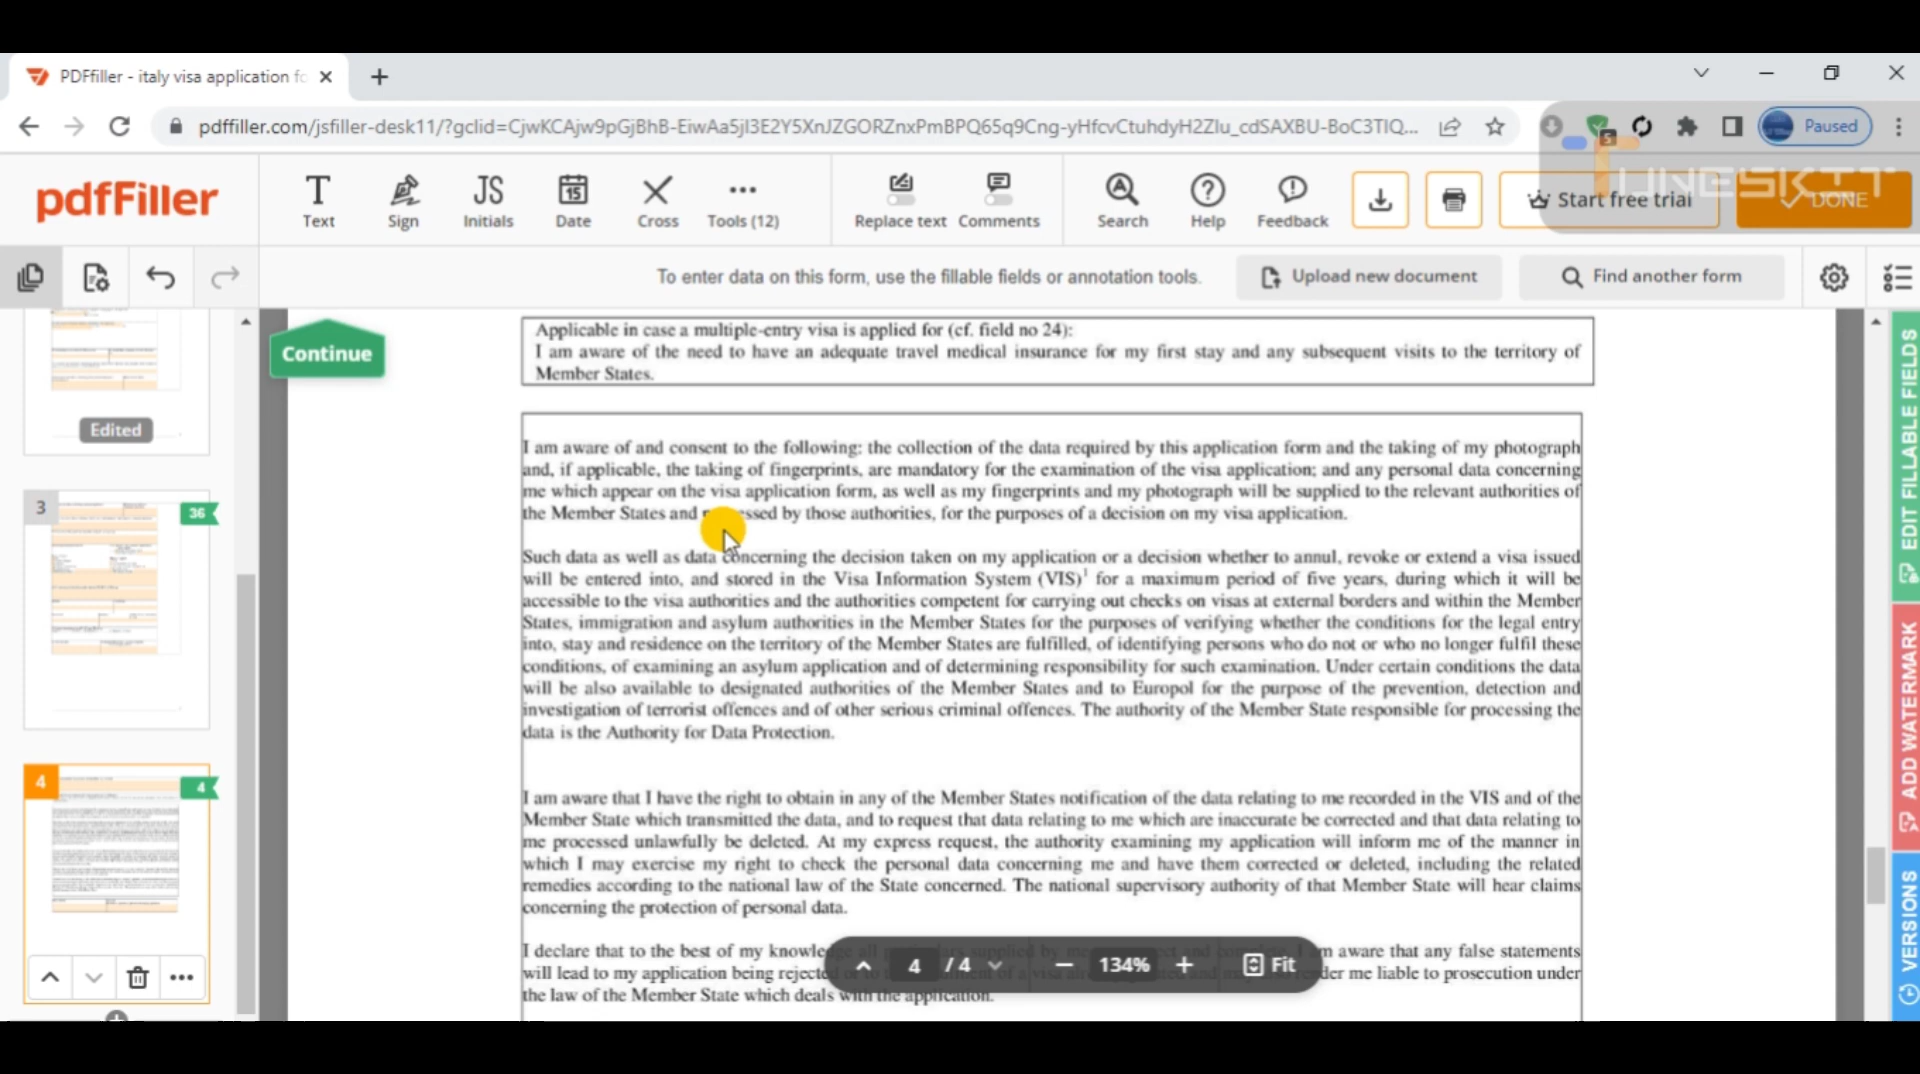 PDFfiller - italy visa application fo
pdffiller.com/jsfiller-desk11/?gclid=CjwKCAjw9pGjBhB-EiwAa5jl3E2Y5XnJZGORZnxPmBPQ65q9Cng-yHfcvCtuhdyH2Zlu_cdSAXBU-BoC3TIQ...
5
Paused
UNESKIT
pdfFiller
Text
Sign
JS
Initials
15
Date
Cross
Tools (12)
Replace text
Comments
Search
Help
Feedback
Start free trial
DONE
To enter data on this form, use the fillable fields or annotation tools.
Upload new document
Find another form
Edited
3
36
4
4
Continue
Applicable in case a multiple-entry visa is applied for (cf. field no 24):
I am aware of the need to have an adequate travel medical insurance for my first stay and any subsequent visits to the territory of
Member States.
I am aware of and consent to the following: the collection of the data required by this application form and the taking of my photograph
and, if applicable, the taking of fingerprints, are mandatory for the examination of the visa application; and any personal data concerning
me which appear on the visa application form, as well as my fingerprints and my photograph will be supplied to the relevant authorities of
the Member States and by those authorities, for the purposes of a decision on my visa application.
Such data as well as data concerning the decision taken on my application or a decision whether to annul, revoke or extend a visa issued
will be entered into, and stored in the Visa Information System (VIS)¹ for a maximum period of five years, during which it will be
accessible to the visa authorities and the authorities competent for carrying out checks on visas at external borders and within the Member
States, immigration and asylum authorities in the Member States for the purposes of verifying whether the conditions for the legal entry
into, stay and residence on the territory of the Member States are fulfilled, of identifying persons who do not or who no longer fulfil these
conditions, of examining an asylum application and of determining responsibility for such examination. Under certain conditions the data
will be also available to designated authorities of the Member States and to Europol for the purpose of the prevention, detection and
investigation of terrorist offences and of other serious criminal offences. The authority of the Member State responsible for processing the
data is the Authority for Data Protection.
I am aware that I have the right to obtain in any of the Member States notification of the data relating to me recorded in the VIS and of the
Member State which transmitted the data, and to request that data relating to me which are inaccurate be corrected and that data relating to
me processed unlawfully be deleted. At my express request, the authority examining my application will inform me of the manner in
which I may exercise my right to check the personal data concerning me and have them corrected or deleted, including the related
remedies according to the national law of the State concerned. The national supervisory authority of that Member State will hear claims
concerning the protection of personal data.
I declare that to the best of my aware that any false statements
will lead to my application being rejected me liable to prosecution under
the law of the Member State which deals with the application.
4 / 4
134%
Fit
EDIT FILLABLE FIELDS
ADD WATERMARK
VERSIONS